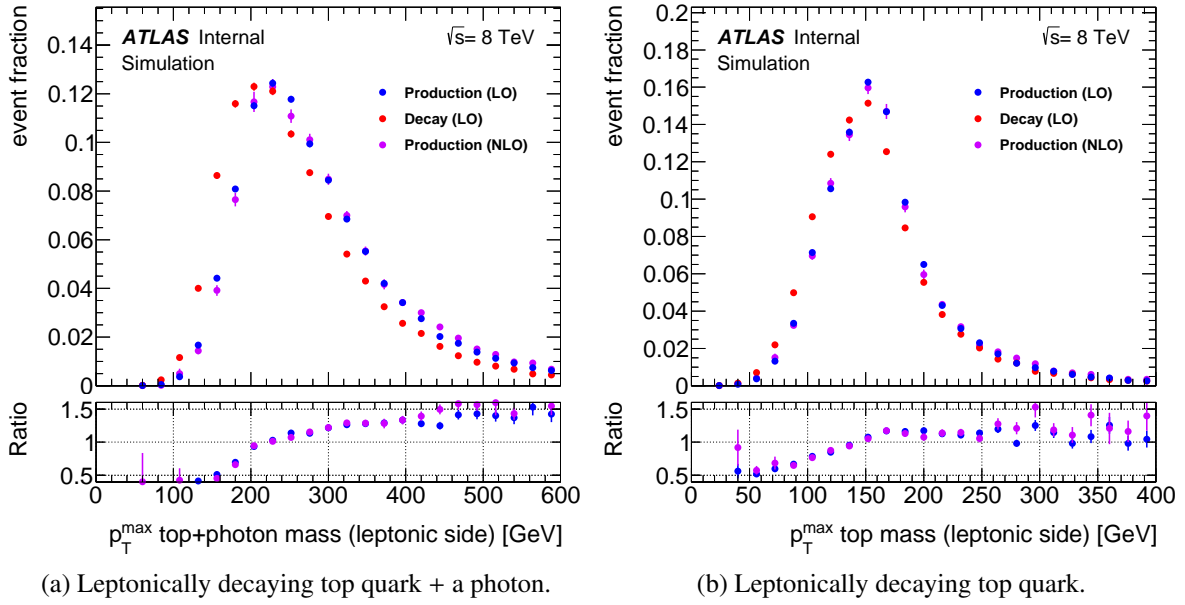 event fraction
0.14
0.12
0.1
0.08
0.06
0.04
0.02
0
ATLAS Internal
Simulation
√s= 8 TeV
Production (LO)
Decay (LO)
Production (NLO)
Ratio
1.5
1
0.5
0 100 200 300 400 500 600
p_T^max top+photon mass (leptonic side) [GeV]
(a) Leptonically decaying top quark + a photon.
event fraction
0.2
0.18
0.16
0.14
0.12
0.1
0.08
0.06
0.04
0.02
0
ATLAS Internal
Simulation
√s= 8 TeV
Production (LO)
Decay (LO)
Production (NLO)
Ratio
1.5
1
0.5
0 50 100 150 200 250 300 350 400
p_T^max top mass (leptonic side) [GeV]
(b) Leptonically decaying top quark.